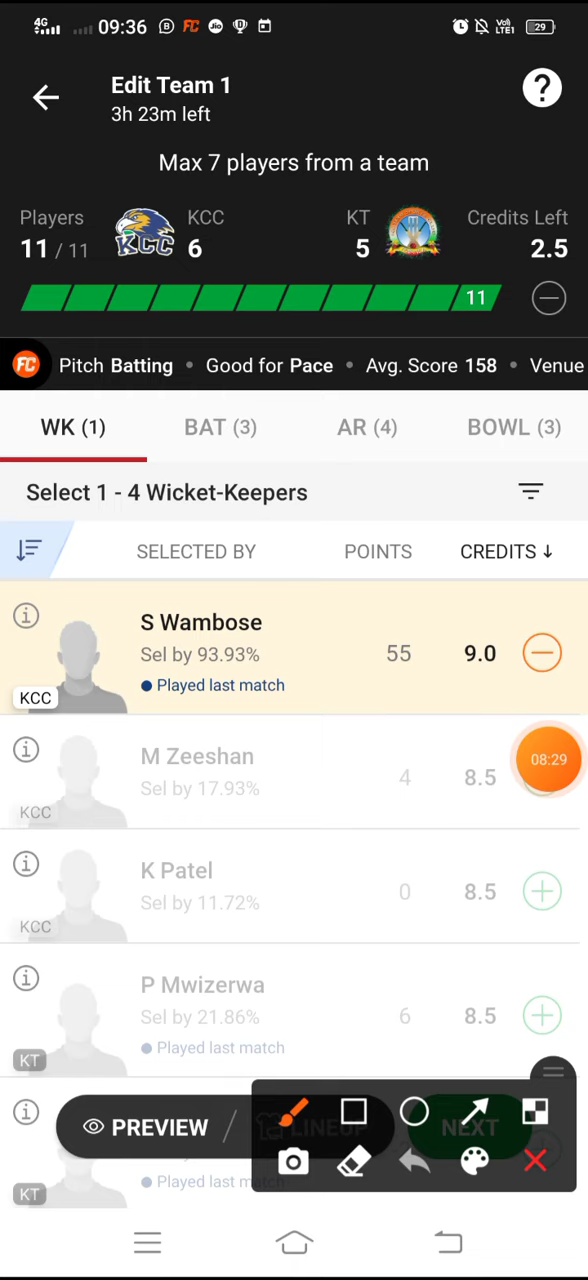 4G 09:36 B FC Jio VoLTE1 29
Edit Team 1
3h 23m left
?
Max 7 players from a team
Players KCC KT Credits Left
11 / 11 KCC 6 5 2.5
11
FC Pitch Batting • Good for Pace • Avg. Score 158 • Venue
WK (1) BAT (3) AR (4) BOWL (3)
Select 1 - 4 Wicket-Keepers
SELECTED BY POINTS CREDITS ↓
S Wambose
Sel by 93.93% 55 9.0
Played last match
KCC
M Zeeshan
Sel by 17.93% 4 8.5 08:29
KCC
K Patel
Sel by 11.72% 0 8.5
KCC
P Mwizerwa
Sel by 21.86% 6 8.5
Played last match
KT
PREVIEW / LINEUP NEXT
Played last match
KT